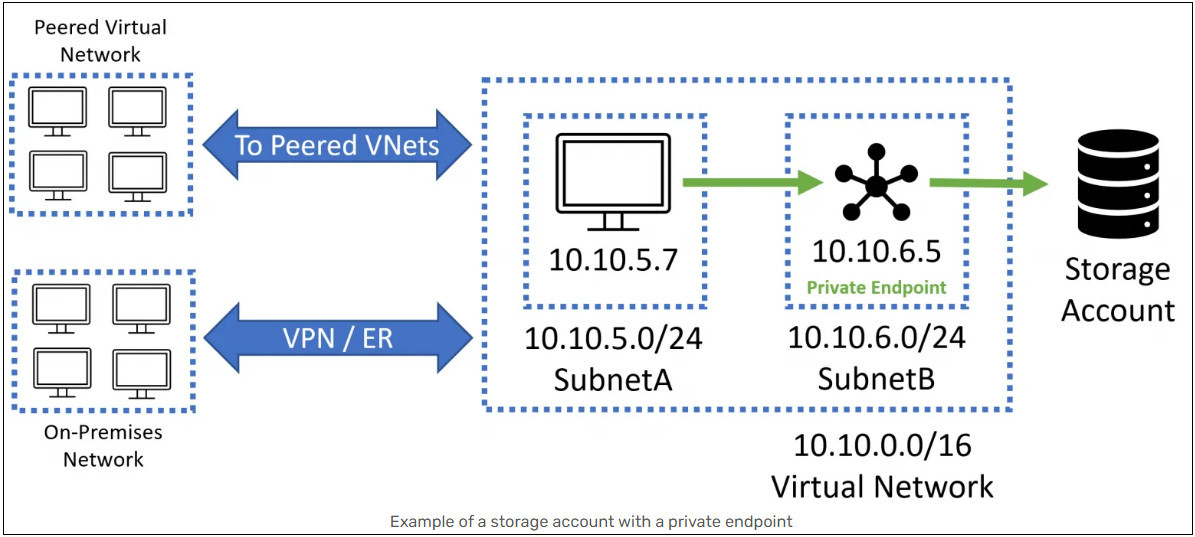 Peered Virtual
Network
To Peered VNets
On-Premises
Network
VPN / ER
10.10.5.7
10.10.5.0/24
SubnetA
10.10.6.5
Private Endpoint
10.10.6.0/24
SubnetB
10.10.0.0/16
Virtual Network
Storage
Account
Example of a storage account with a private endpoint